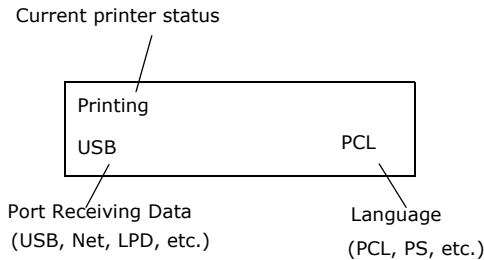 Current printer status
Printing
USB
PCL
Port Receiving Data
(USB, Net, LPD, etc.)
Language
(PCL, PS, etc.)